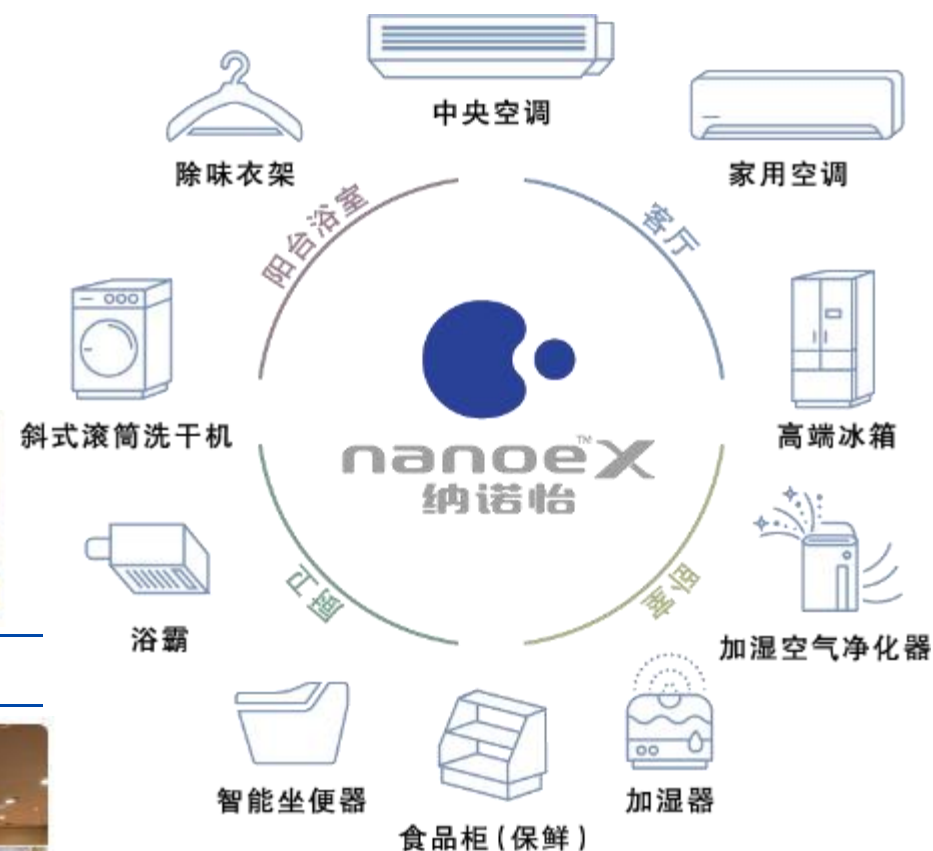 中央空调
除味衣架
家用空调
阳台浴室
客厅
斜式滚筒洗干机
高端冰箱
nanoeX™
纳诺怡
浴霸
厨卫
卧室
加湿空气净化器
智能坐便器
食品柜(保鲜)
加湿器